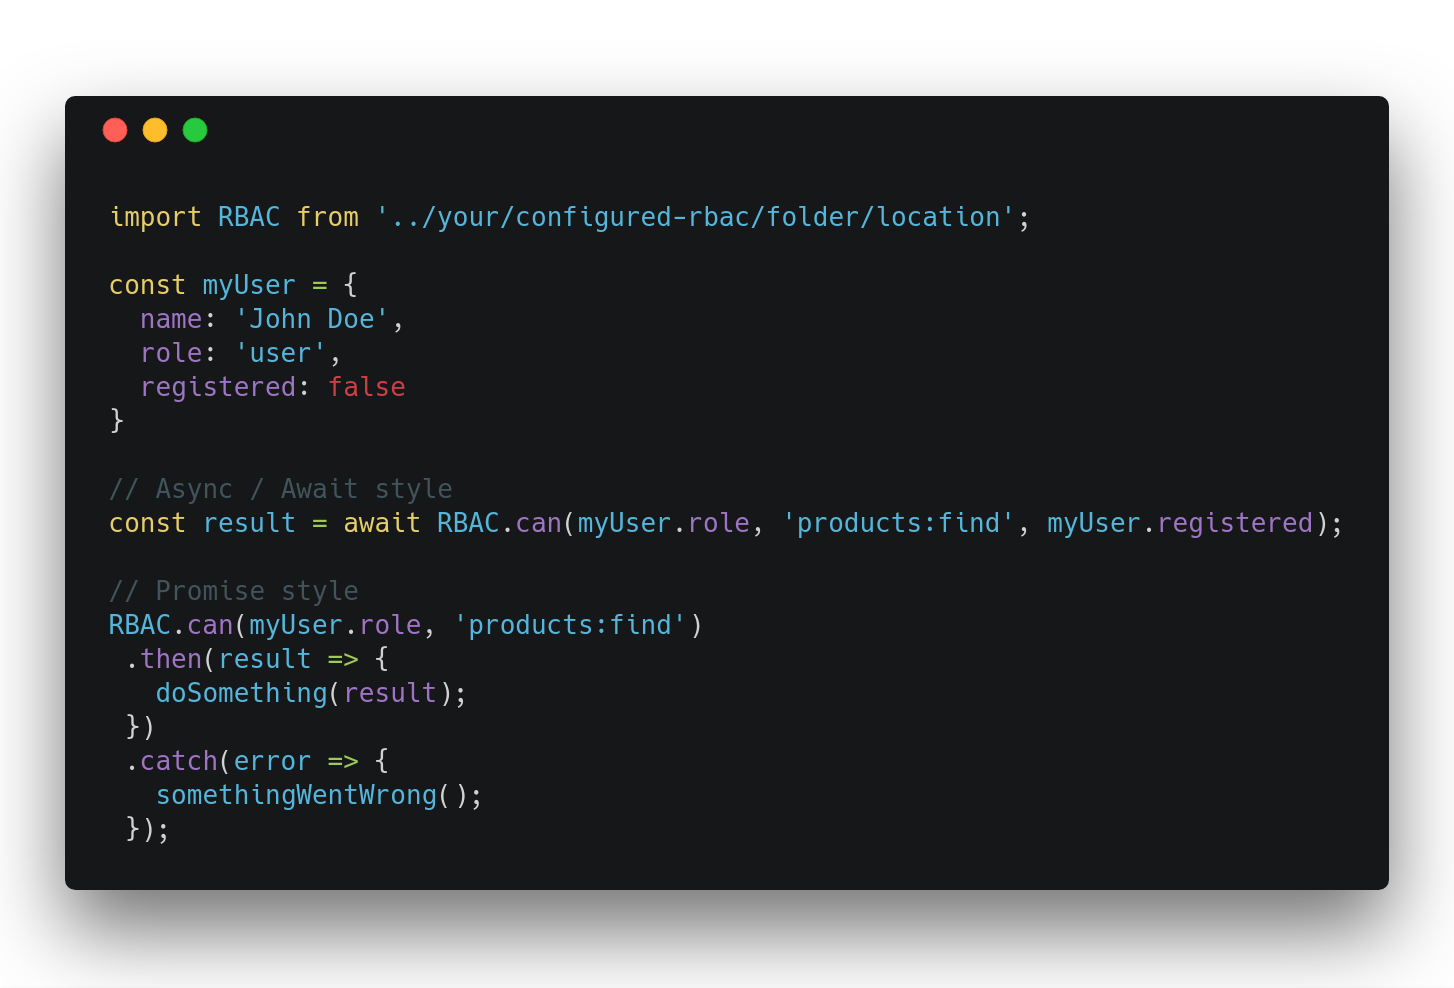 import RBAC from '../your/configured-rbac/folder/location';

const myUser = {
  name: 'John Doe',
  role: 'user',
  registered: false
}

// Async / Await style
const result = await RBAC.can(myUser.role, 'products:find', myUser.registered);

// Promise style
RBAC.can(myUser.role, 'products:find')
 .then(result => {
   doSomething(result);
 })
 .catch(error => {
   somethingWentWrong();
 });